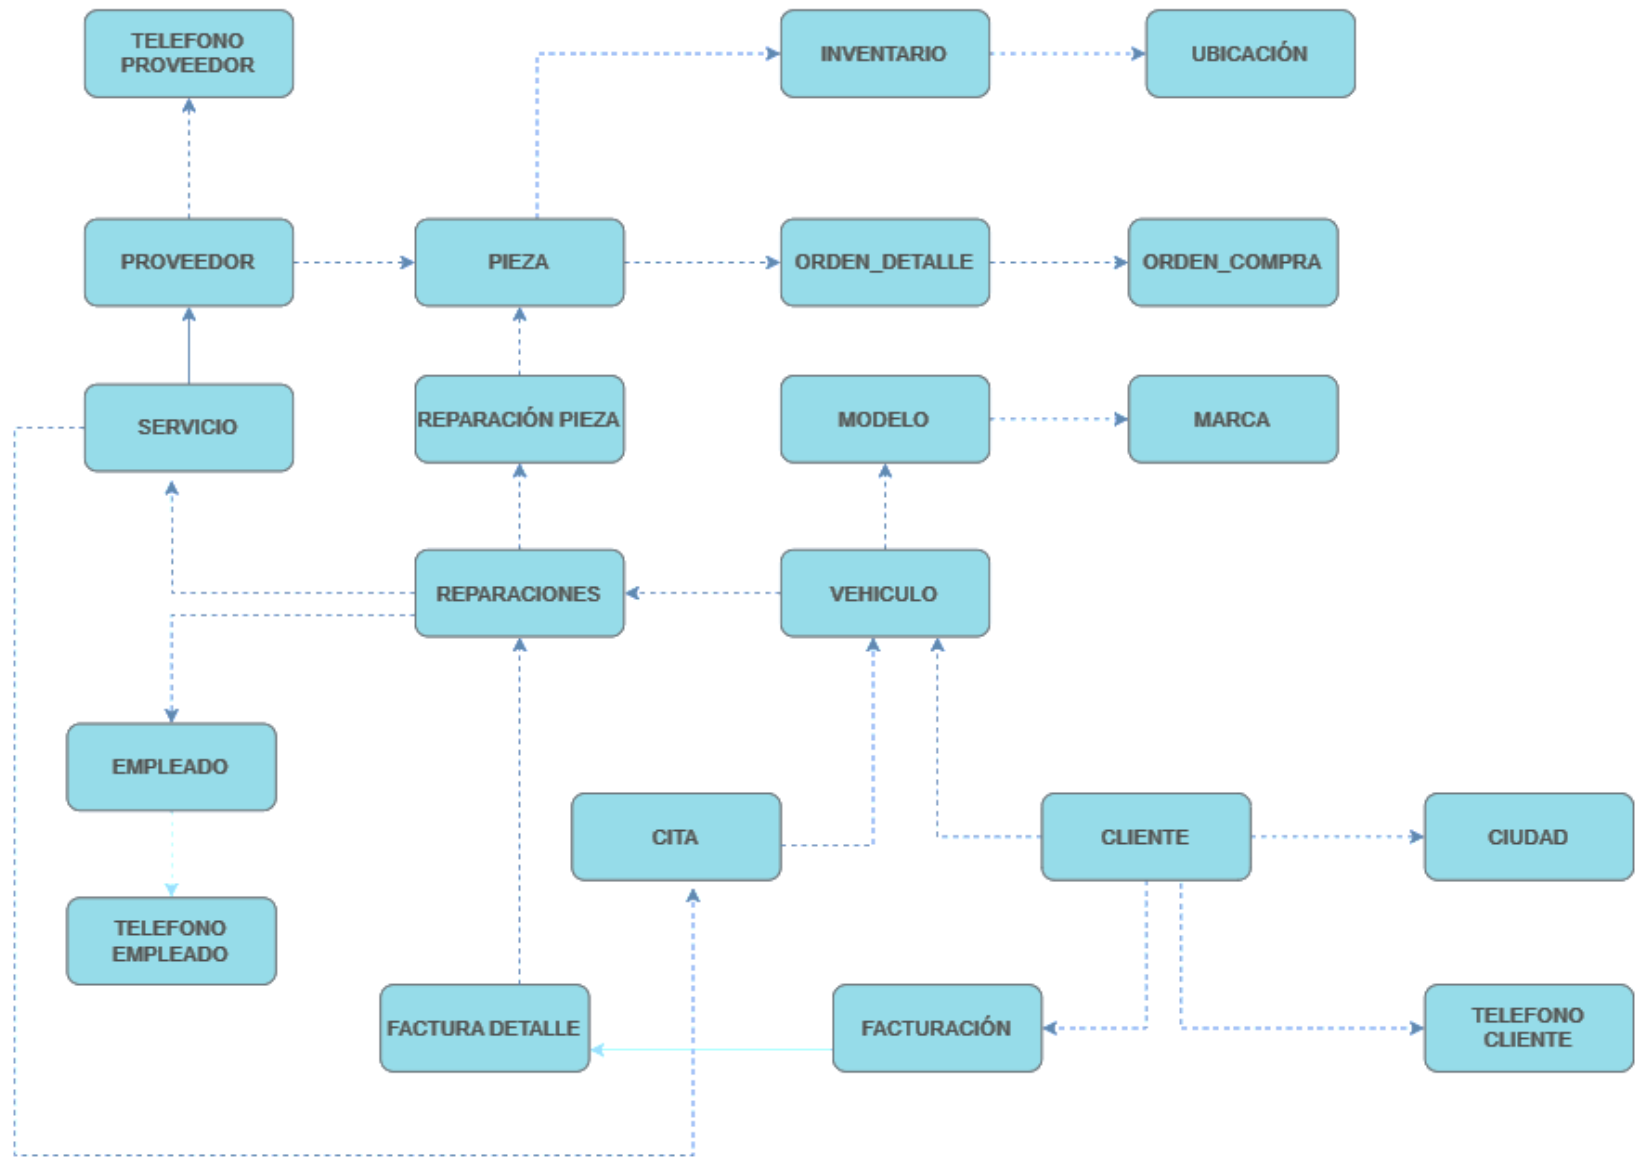 TELEFONO
PROVEEDOR
INVENTARIO
UBICACIÓN
PROVEEDOR
PIEZA
ORDEN_DETALLE
ORDEN_COMPRA
SERVICIO
REPARACIÓN PIEZA
MODELO
MARCA
REPARACIONES
VEHICULO
EMPLEADO
CITA
CLIENTE
CIUDAD
TELEFONO
EMPLEADO
FACTURA DETALLE
FACTURACIÓN
TELEFONO
CLIENTE